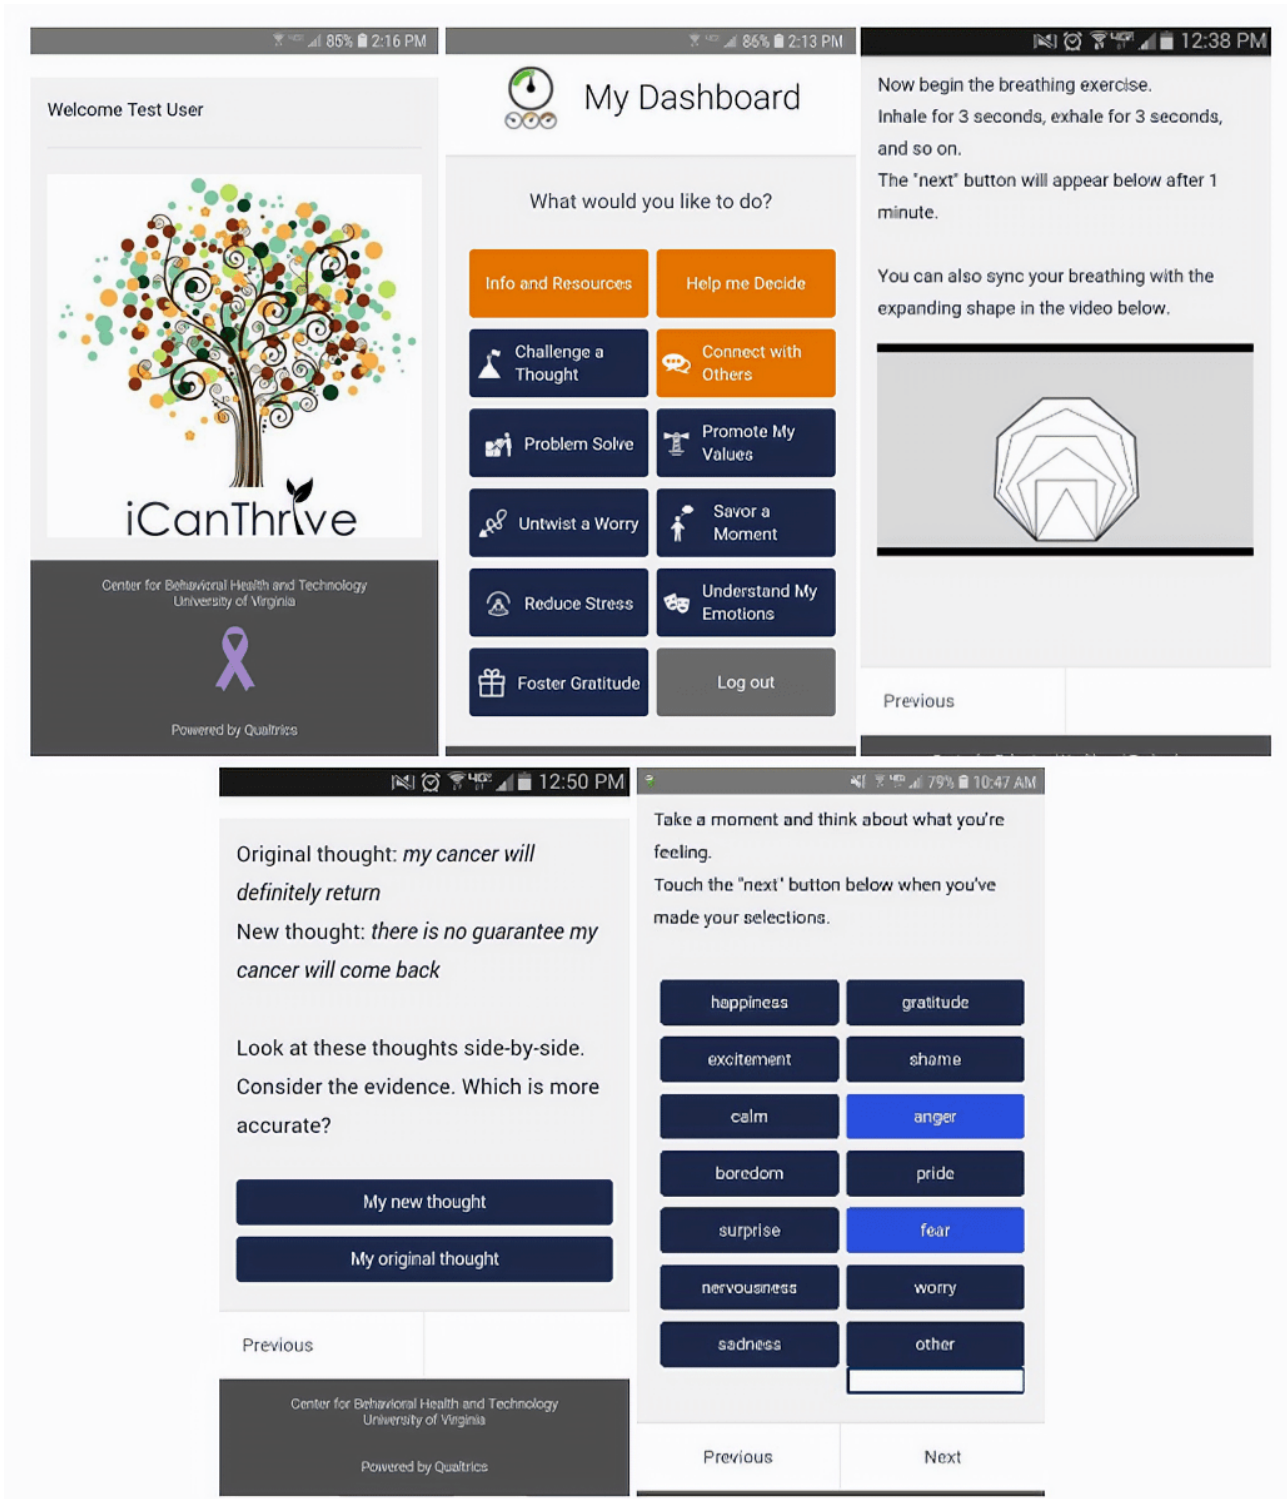 85% 2:16 PM
Welcome Test User
iCanThrive
Center for Behavioral Health and Technology
University of Virginia
Powered by Qualtrics
86% 2:13 PM
My Dashboard
What would you like to do?
Info and Resources
Help me Decide
Challenge a
Thought
Connect with
Others
Problem Solve
Promote My
Values
Untwist a Worry
Savor a
Moment
Reduce Stress
Understand My
Emotions
Foster Gratitude
Log out
12:38 PM
Now begin the breathing exercise.
Inhale for 3 seconds, exhale for 3 seconds,
and so on.
The "next" button will appear below after 1
minute.
You can also sync your breathing with the
expanding shape in the video below.
Previous
4G 12:50 PM
Original thought: my cancer will
definitely return
New thought: there is no guarantee my
cancer will come back
Look at these thoughts side-by-side.
Consider the evidence. Which is more
accurate?
My new thought
My original thought
Previous
Center for Behavioral Health and Technology
University of Virginia
Powered by Qualtrics
79% 10:47 AM
Take a moment and think about what you're
feeling.
Touch the "next" button below when you've
made your selections.
happiness
gratitude
excitement
shame
calm
anger
boredom
pride
surprise
fear
nervousness
worry
sadness
other
Previous
Next